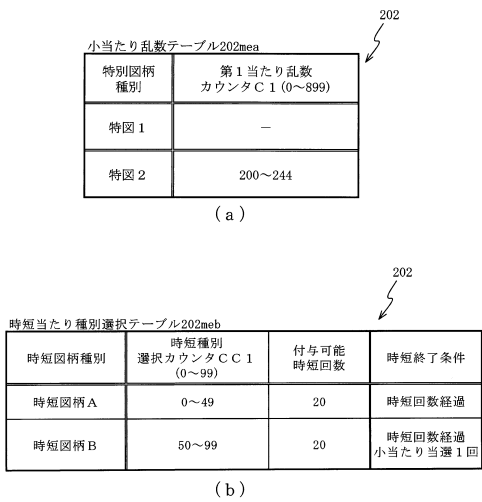 202
小当たり乱数テーブル202mea
特別図柄
種別
第1当たり乱数
カウンタC1(0～899)
特図1
－
特図2
200～244
(a)
202
時短当たり種別選択テーブル202meb
時短図柄種別
時短種別
選択カウンタCC1
(0～99)
付与可能
時短回数
時短終了条件
時短図柄A
0～49
20
時短回数経過
時短図柄B
50～99
20
時短回数経過
小当たり当選1回
(b)